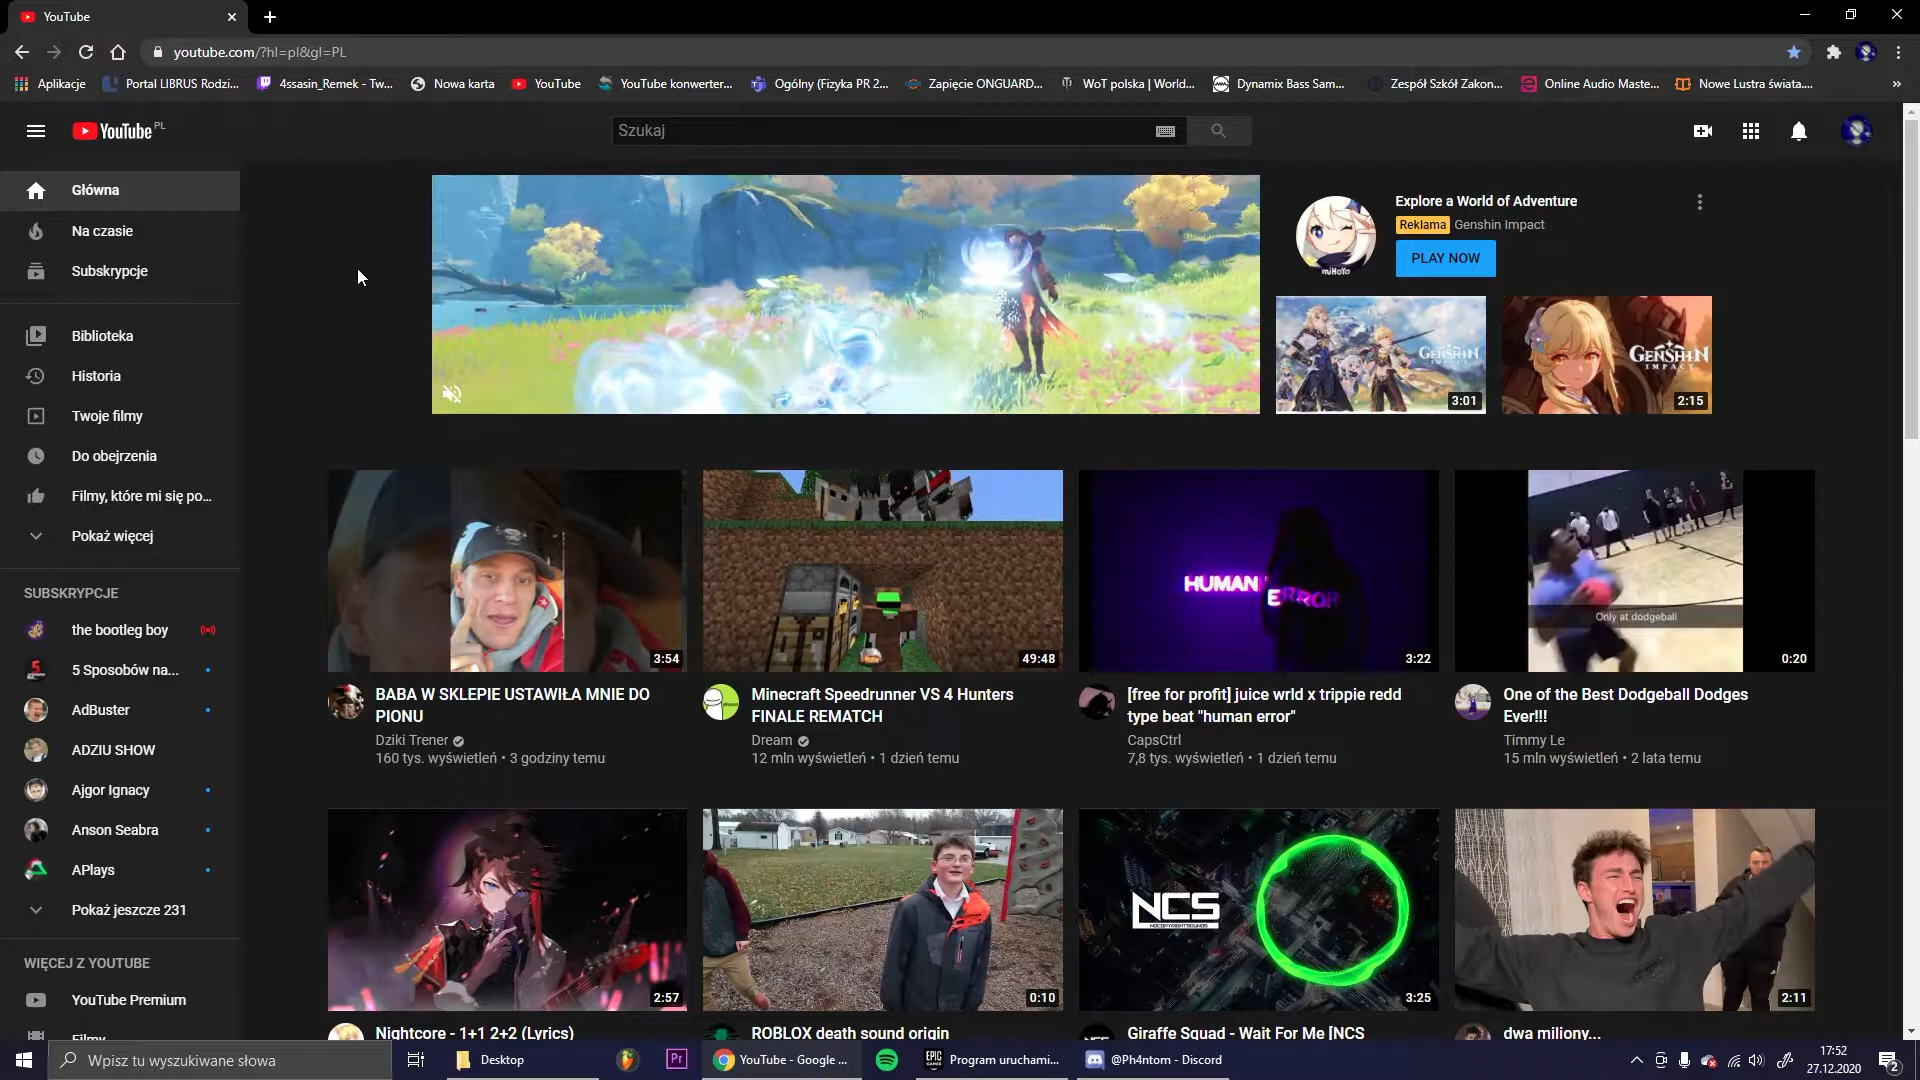 YouTube
youtube.com/?hl=pl&gl=PL
Aplikacje
Portal LIBRUS Rodzi...
4ssasin_Remek - Tw...
Nowa karta
YouTube
YouTube konwerter...
Ogólny (Fizyka PR 2...
Zapięcie ONGUARD...
WoT polska | World...
Dynamix Bass Sam...
Zespół Szkół Zakon...
Online Audio Maste...
Nowe Lustra świata....
YouTube PL
Szukaj
Główna
Na czasie
Subskrypcje
Biblioteka
Historia
Twoje filmy
Do obejrzenia
Filmy, które mi się po...
Pokaż więcej
SUBSKRYPCJE
the bootleg boy
5 Sposobów na...
AdBuster
ADZIU SHOW
Ajgor Ignacy
Anson Seabra
APlays
Pokaż jeszcze 231
WIĘCEJ Z YOUTUBE
YouTube Premium
Filmy
miHoYo
Explore a World of Adventure
Reklama Genshin Impact
PLAY NOW
GENSHIN
IMPACT
3:01
GENSHIN
IMPACT
2:15
3:54
BABA W SKLEPIE USTAWIŁA MNIE DO
PIONU
Dziki Trener
160 tys. wyświetleń • 3 godziny temu
49:48
Minecraft Speedrunner VS 4 Hunters
FINALE REMATCH
Dream
12 mln wyświetleń • 1 dzień temu
HUMAN
ERROR
3:22
[free for profit] juice wrld x trippie redd
type beat "human error"
CapsCtrl
7,8 tys. wyświetleń • 1 dzień temu
Only at dodgeball
0:20
One of the Best Dodgeball Dodges
Ever!!!
Timmy Le
15 mln wyświetleń • 2 lata temu
2:57
Nightcore - 1+1 2+2 (Lyrics)
0:10
ROBLOX death sound origin
NCS
NOCOPYRIGHTSOUNDS
3:25
Giraffe Squad - Wait For Me [NCS
2:11
dwa miliony...
Wpisz tu wyszukiwane słowa
Desktop
Pr
YouTube - Google ...
EPIC
GAMES
Program uruchami...
@Ph4ntom - Discord
17:52
27.12.2020
2